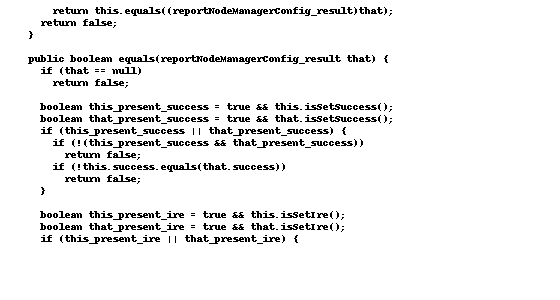 return this.equals((reportNodeManagerConfig_result)that);
return false;
}
public boolean equals(reportNodeManagerConfig_result that) {
if (that == null)
return false;
boolean this_present_success = true && this.isSetSuccess();
boolean that_present_success = true && that.isSetSuccess();
if (this_present_success || that_present_success) {
if (!(this_present_success && that_present_success))
return false;
if (!this.success.equals(that.success))
return false;
}
boolean this_present_ire = true && this.isSetIre();
boolean that_present_ire = true && that.isSetIre();
if (this_present_ire || that_present_ire) {